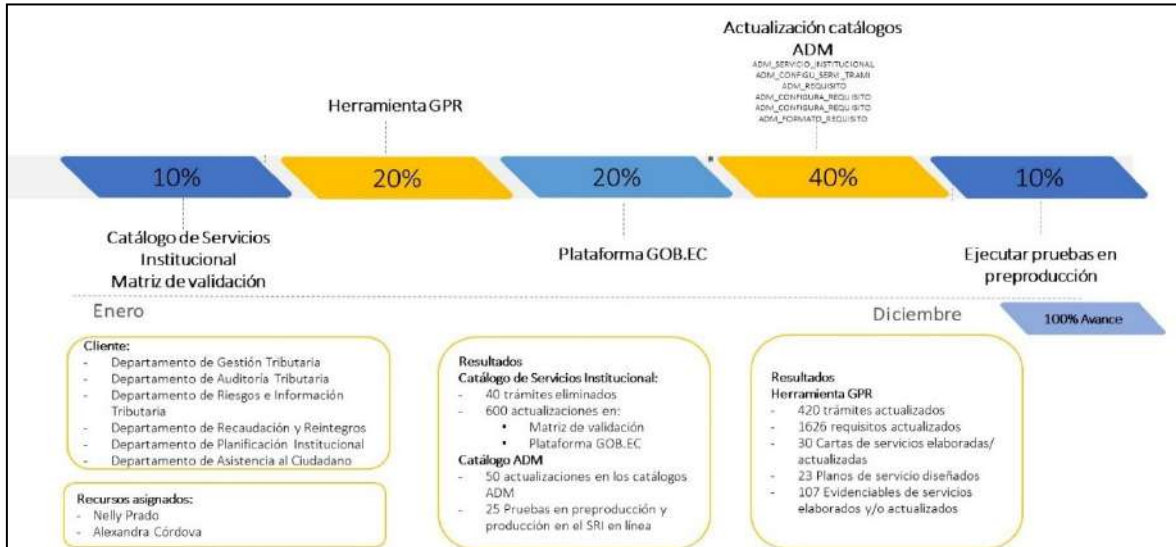 Actualización catálogos
ADM
ADM_SERVICIO_INSTITUCIONAL
ADM_CONFIGU_SERVI_TRAMI
ADM_REQUISITO
ADM_CONFIGURA_REQUISITO
ADM_CONFIGURA_REQUISITO
ADM_FORMATO_REQUISITO
Herramienta GPR
10%
20%
20%
40%
10%
Catálogo de Servicios
Institucional
Matriz de validación
Plataforma GOB.EC
Ejecutar pruebas en
preproducción
Enero
Diciembre
100% Avance
Cliente:
- Departamento de Gestión Tributaria
- Departamento de Auditoría Tributaria
- Departamento de Riesgos e Información
Tributaria
- Departamento de Recaudación y Reintegros
- Departamento de Planificación Institucional
- Departamento de Asistencia al Ciudadano
Recursos asignados:
- Nelly Prado
- Alexandra Córdova
Resultados
Catálogo de Servicios Institucional:
- 40 trámites eliminados
- 600 actualizaciones en:
▪ Matriz de validación
▪ Plataforma GOB.EC
Catálogo ADM
- 50 actualizaciones en los catálogos
ADM
- 25 Pruebas en preproducción y
producción en el SRI en línea
Resultados
Herramienta GPR
- 420 trámites actualizados
- 1626 requisitos actualizados
- 30 Cartas de servicios elaboradas/
actualizadas
- 23 Planos de servicio diseñados
- 107 Evidenciables de servicios
elaborados y/o actualizados